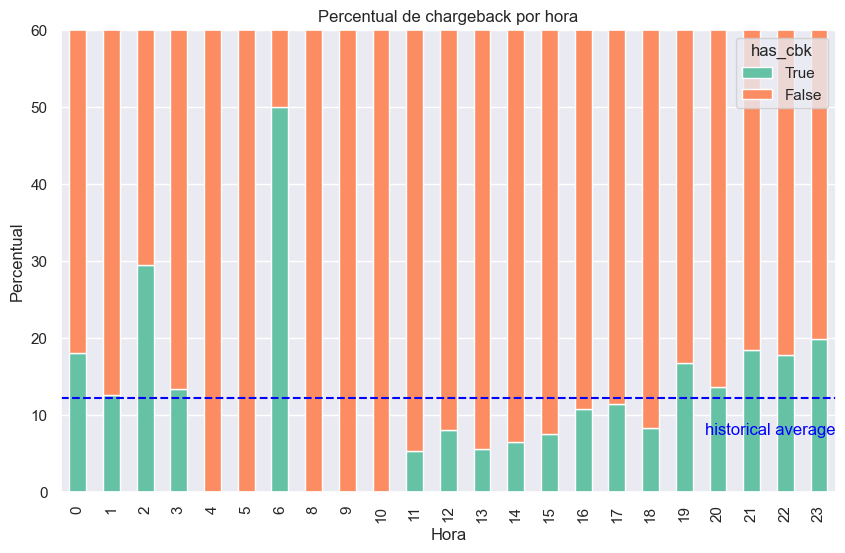 Percentual de chargeback por hora
has_cbk
True
False
60
50
40
30
20
10
0
Percentual
historical average
0 1 2 3 4 5 6 8 9 10 11 12 13 14 15 16 17 18 19 20 21 22 23
Hora